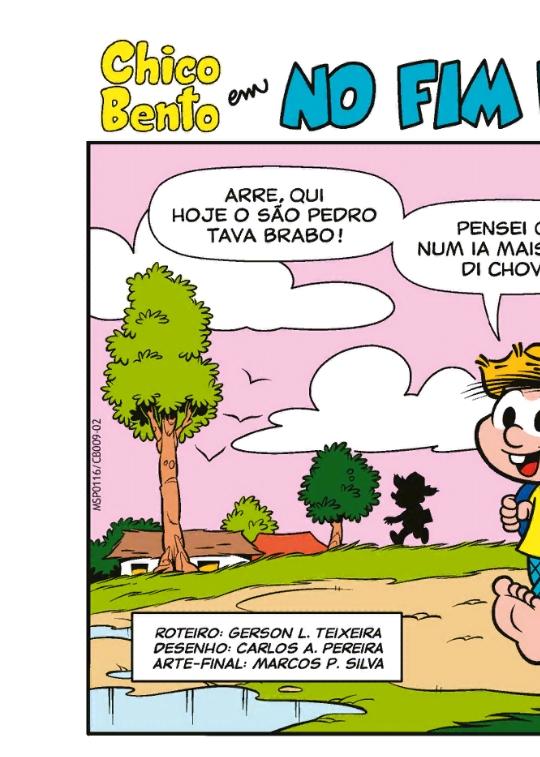 Chico
Bento
em
NO FIM
ARRE, QUI
HOJE O SÃO PEDRO
TAVA BRABO!
PENSEI
NUM IA MAIS
DI CHOV
MSP0116/CB009-02
ROTEIRO: GERSON L. TEIXEIRA
DESENHO: CARLOS A. PEREIRA
ARTE-FINAL: MARCOS P. SILVA